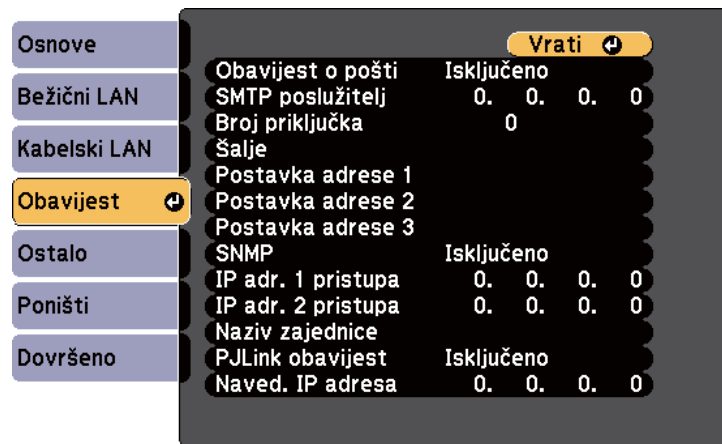 Osnove
Bežični LAN
Kabelski LAN
Obavijest
Ostalo
Poništi
Dovršeno
Vrati
Obavijest o pošti Isključeno
SMTP poslužitelj 0. 0. 0. 0
Broj priključka 0
Šalje
Postavka adrese 1
Postavka adrese 2
Postavka adrese 3
SNMP Isključeno
IP adr. 1 pristupa 0. 0. 0. 0
IP adr. 2 pristupa 0. 0. 0. 0
Naziv zajednice
PJLink obavijest Isključeno
Naved. IP adresa 0. 0. 0. 0